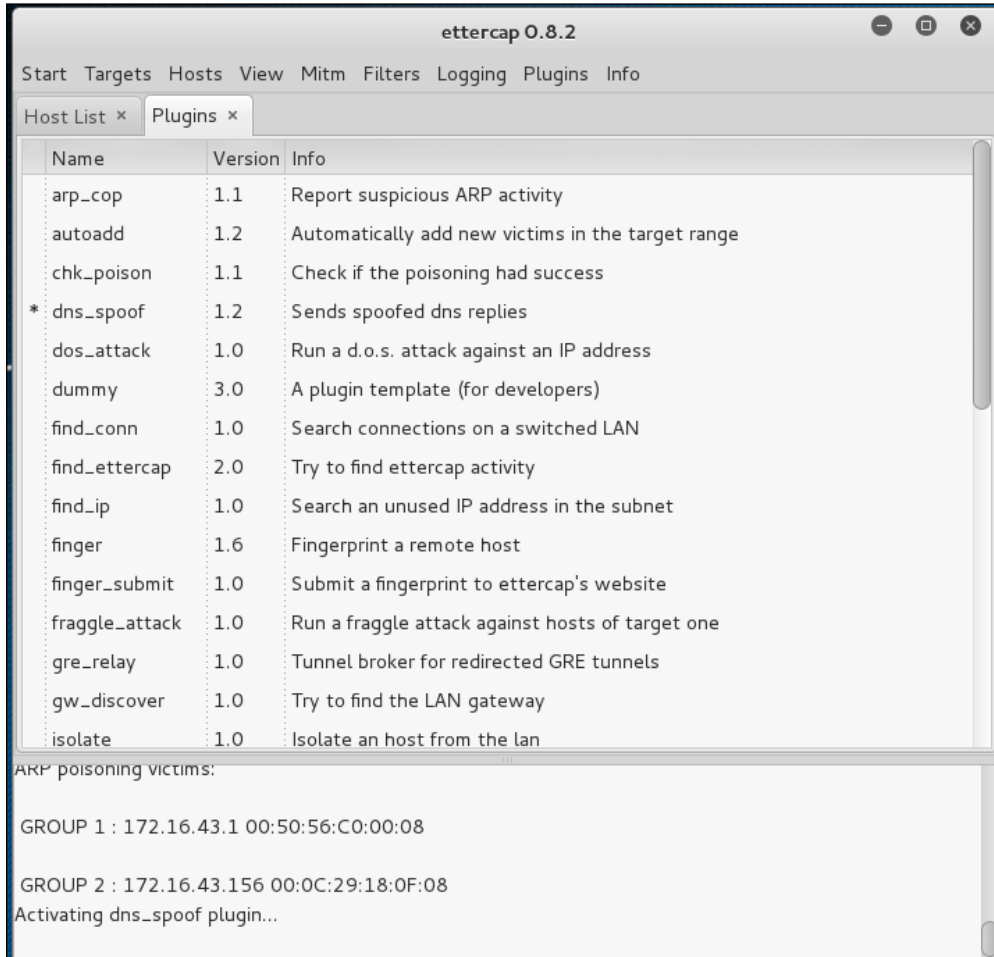 ettercap 0.8.2
Start Targets Hosts View Mitm Filters Logging Plugins Info
Host List × Plugins ×
Name Version Info
arp_cop 1.1 Report suspicious ARP activity
autoadd 1.2 Automatically add new victims in the target range
chk_poison 1.1 Check if the poisoning had success
* dns_spoof 1.2 Sends spoofed dns replies
dos_attack 1.0 Run a d.o.s. attack against an IP address
dummy 3.0 A plugin template (for developers)
find_conn 1.0 Search connections on a switched LAN
find_ettercap 2.0 Try to find ettercap activity
find_ip 1.0 Search an unused IP address in the subnet
finger 1.6 Fingerprint a remote host
finger_submit 1.0 Submit a fingerprint to ettercap's website
fraggle_attack 1.0 Run a fraggle attack against hosts of target one
gre_relay 1.0 Tunnel broker for redirected GRE tunnels
gw_discover 1.0 Try to find the LAN gateway
isolate 1.0 Isolate an host from the lan
ARP poisoning victims:
GROUP 1 : 172.16.43.1 00:50:56:C0:00:08
GROUP 2 : 172.16.43.156 00:0C:29:18:0F:08
Activating dns_spoof plugin...